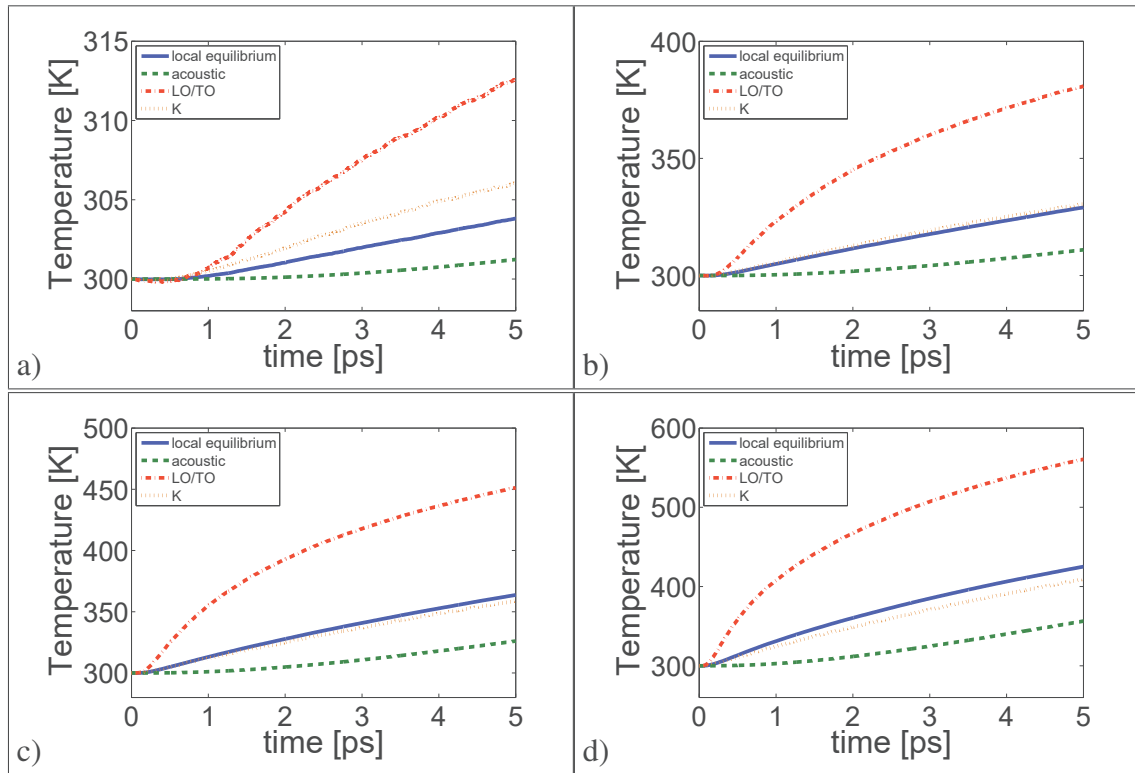 315
310
305
300
Temperature [K]
local equilibrium
acoustic
LO/TO
K
0 1 2 3 4 5
time [ps]
a)
400
350
300
Temperature [K]
local equilibrium
acoustic
LO/TO
K
0 1 2 3 4 5
time [ps]
b)
500
450
400
350
300
Temperature [K]
local equilibrium
acoustic
LO/TO
K
0 1 2 3 4 5
time [ps]
c)
600
500
400
300
Temperature [K[
local equilibrium
acoustic
LO/TO
K
0 1 2 3 4 5
time [ps]
d)